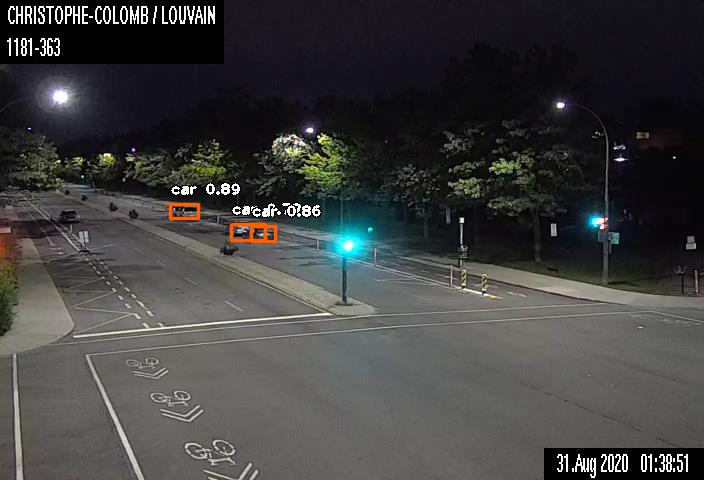 CHRISTOPHE-COLOMB / LOUVAIN
1181-363
car 0.89
car 0.86
31.Aug 2020 01:38:51